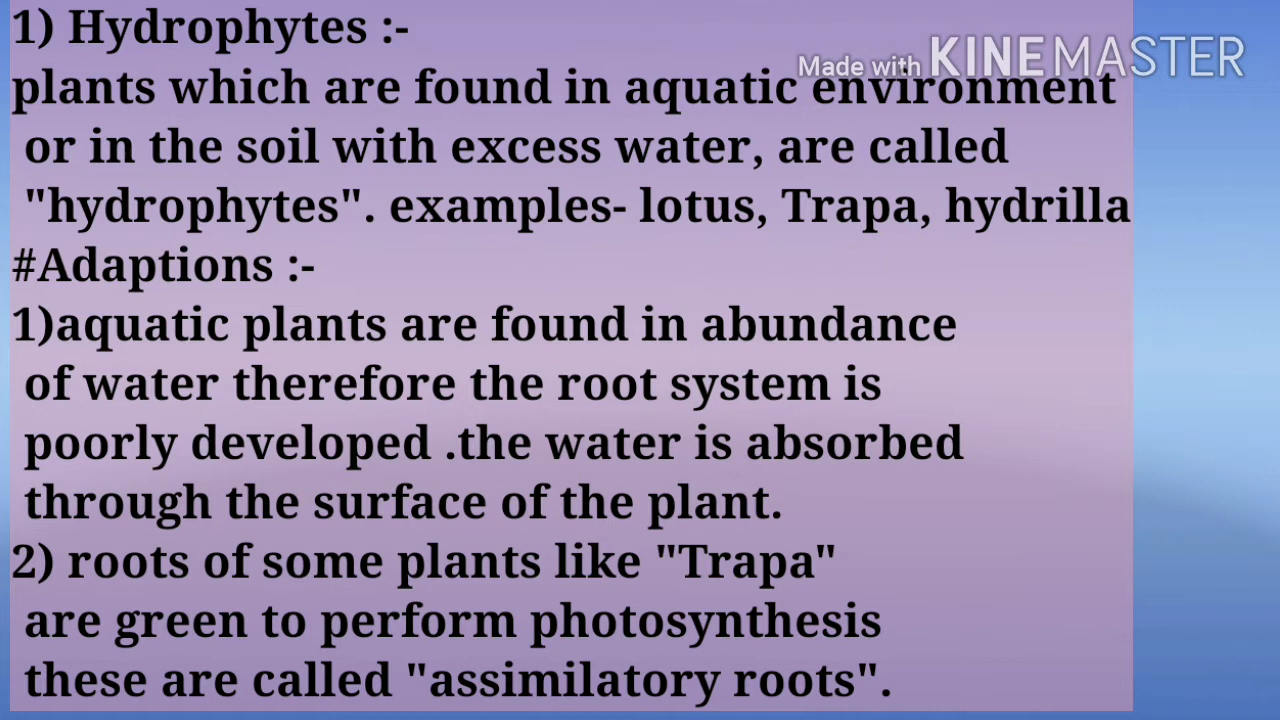 1) Hydrophytes :-
Made with KINEMASTER
plants which are found in aquatic environment
or in the soil with excess water, are called
"hydrophytes". examples- lotus, Trapa, hydrilla
#Adaptions :-
1)aquatic plants are found in abundance
of water therefore the root system is
poorly developed .the water is absorbed
through the surface of the plant.
2) roots of some plants like "Trapa"
are green to perform photosynthesis
these are called "assimilatory roots".